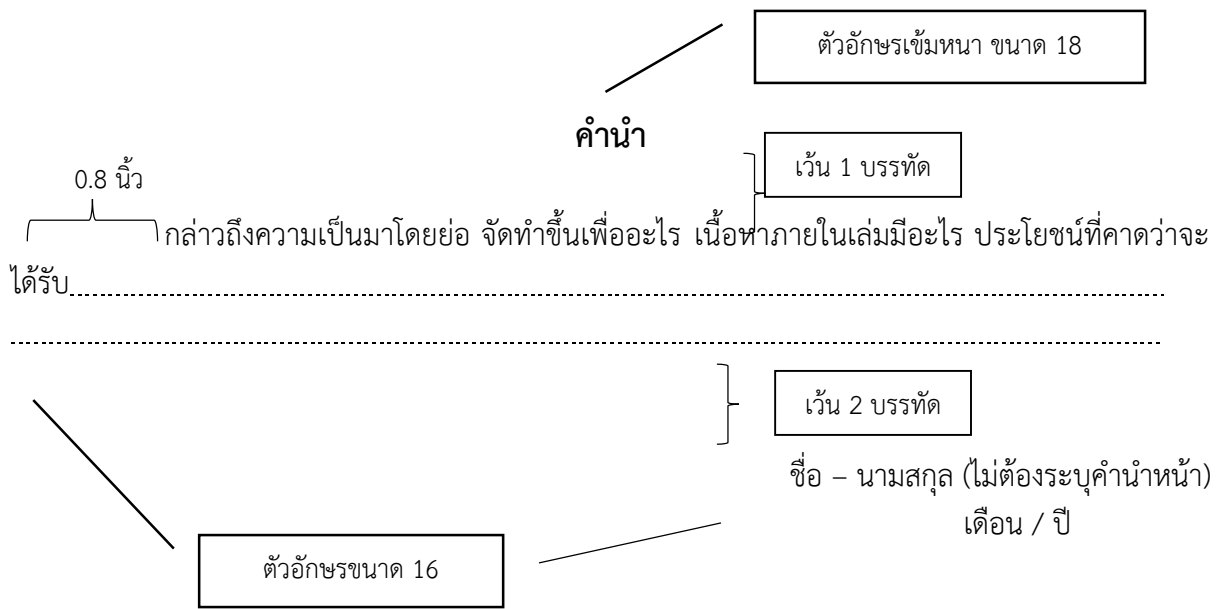 ตัวอักษรเข้มหนา ขนาด 18
คำนำ
เว้น 1 บรรทัด
0.8 นิ้ว
กล่าวถึงความเป็นมาโดยย่อ จัดทำขึ้นเพื่ออะไร เนื้อหาภายในเล่มมีอะไร ประโยชน์ที่คาดว่าจะ
ได้รับ
เว้น 2 บรรทัด
ชื่อ – นามสกุล (ไม่ต้องระบุคำนำหน้า)
เดือน / ปี
ตัวอักษรขนาด 16